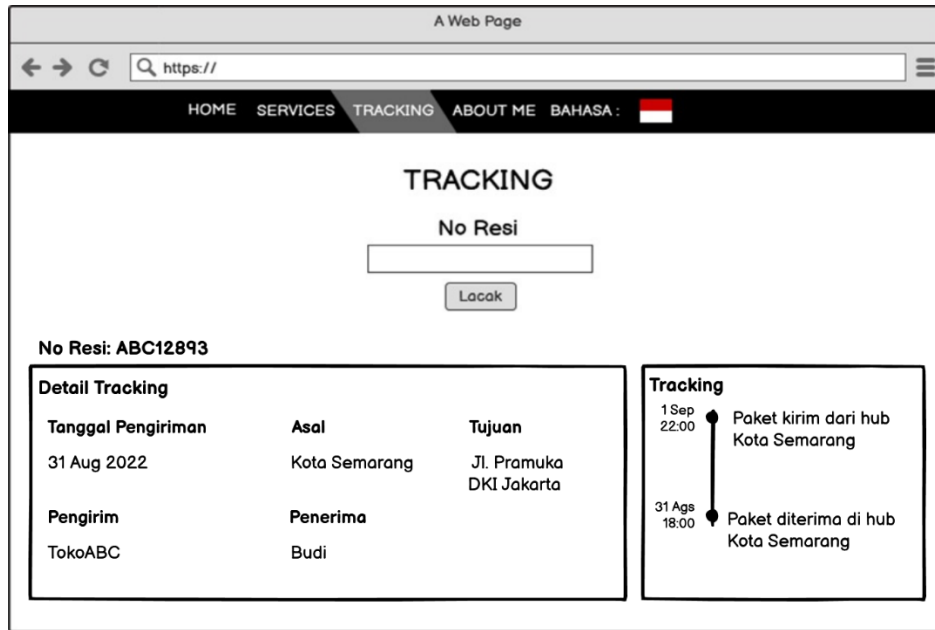 A Web Page
https://
HOME SERVICES TRACKING ABOUT ME BAHASA :
TRACKING
No Resi
Lacak
No Resi: ABC12893
Detail Tracking
Tanggal Pengiriman Asal Tujuan
31 Aug 2022 Kota Semarang Jl. Pramuka
DKI Jakarta
Pengirim Penerima
TokoABC Budi
Tracking
1 Sep
22:00
Paket kirim dari hub
Kota Semarang
31 Ags
18:00
Paket diterima di hub
Kota Semarang